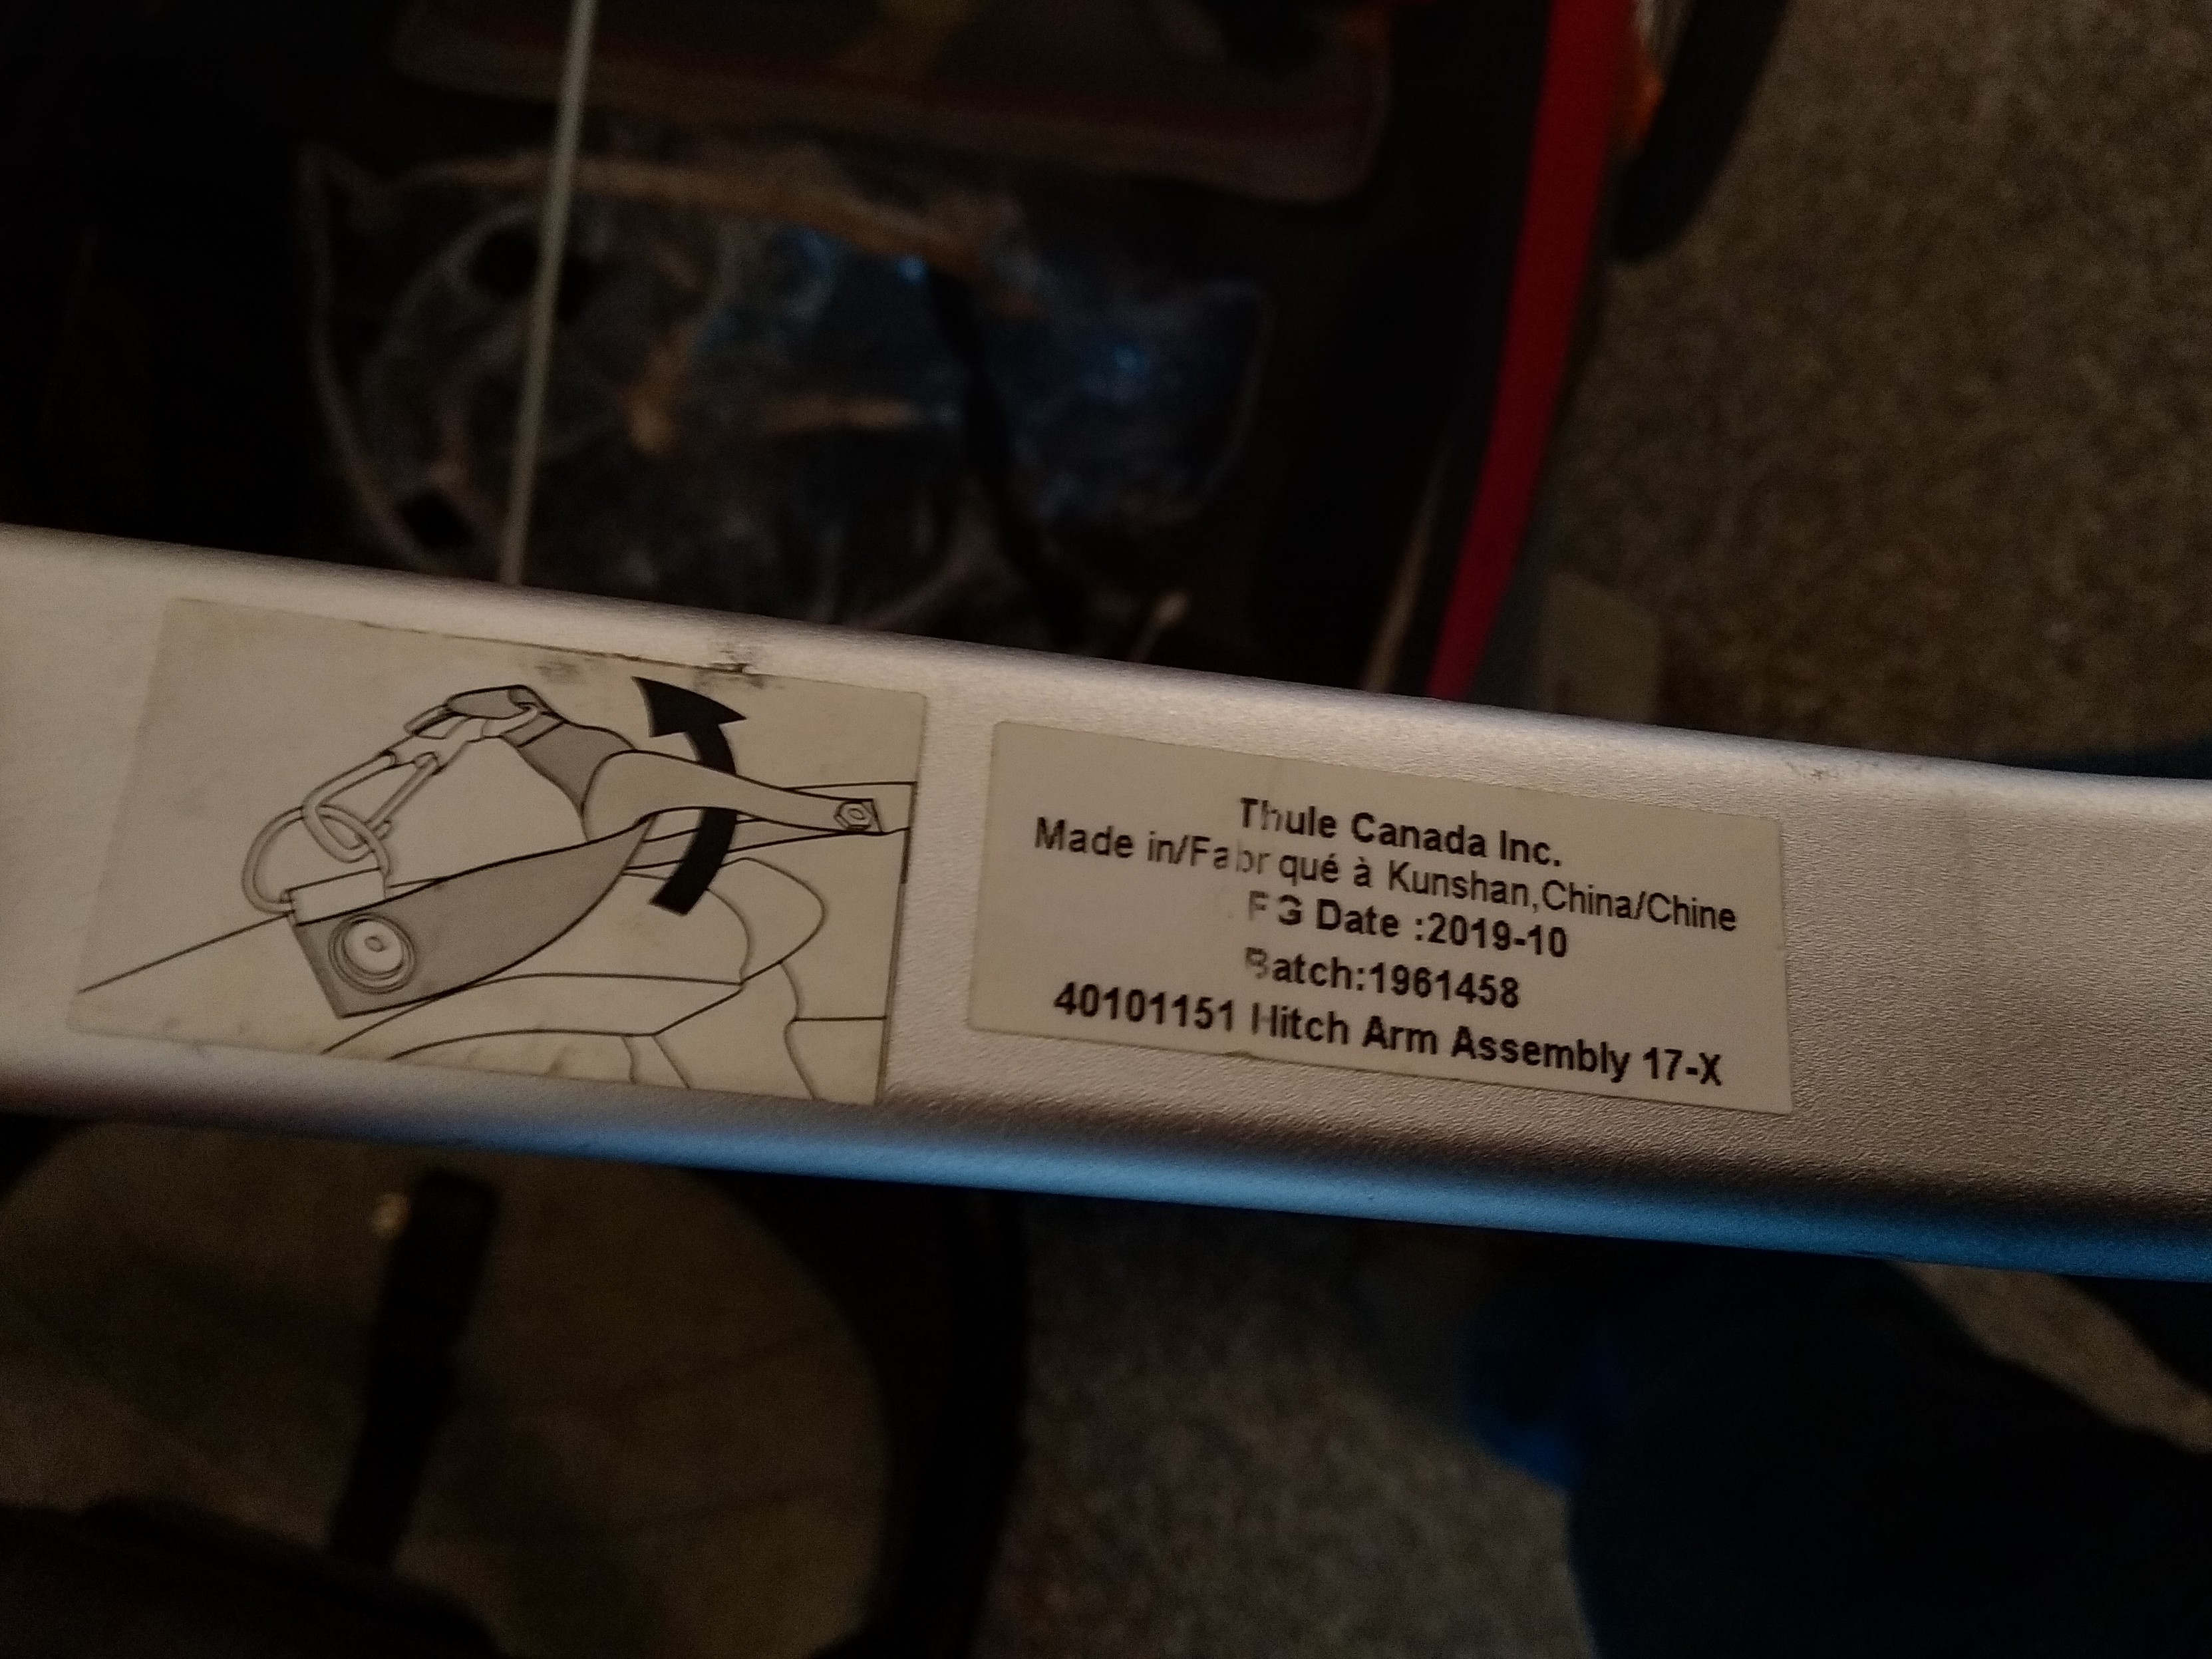 Thule Canada Inc.
Made in/Fabriqué à Kunshan,China/Chine
FG Date :2019-10
Batch:1961458
40101151 Hitch Arm Assembly 17-X